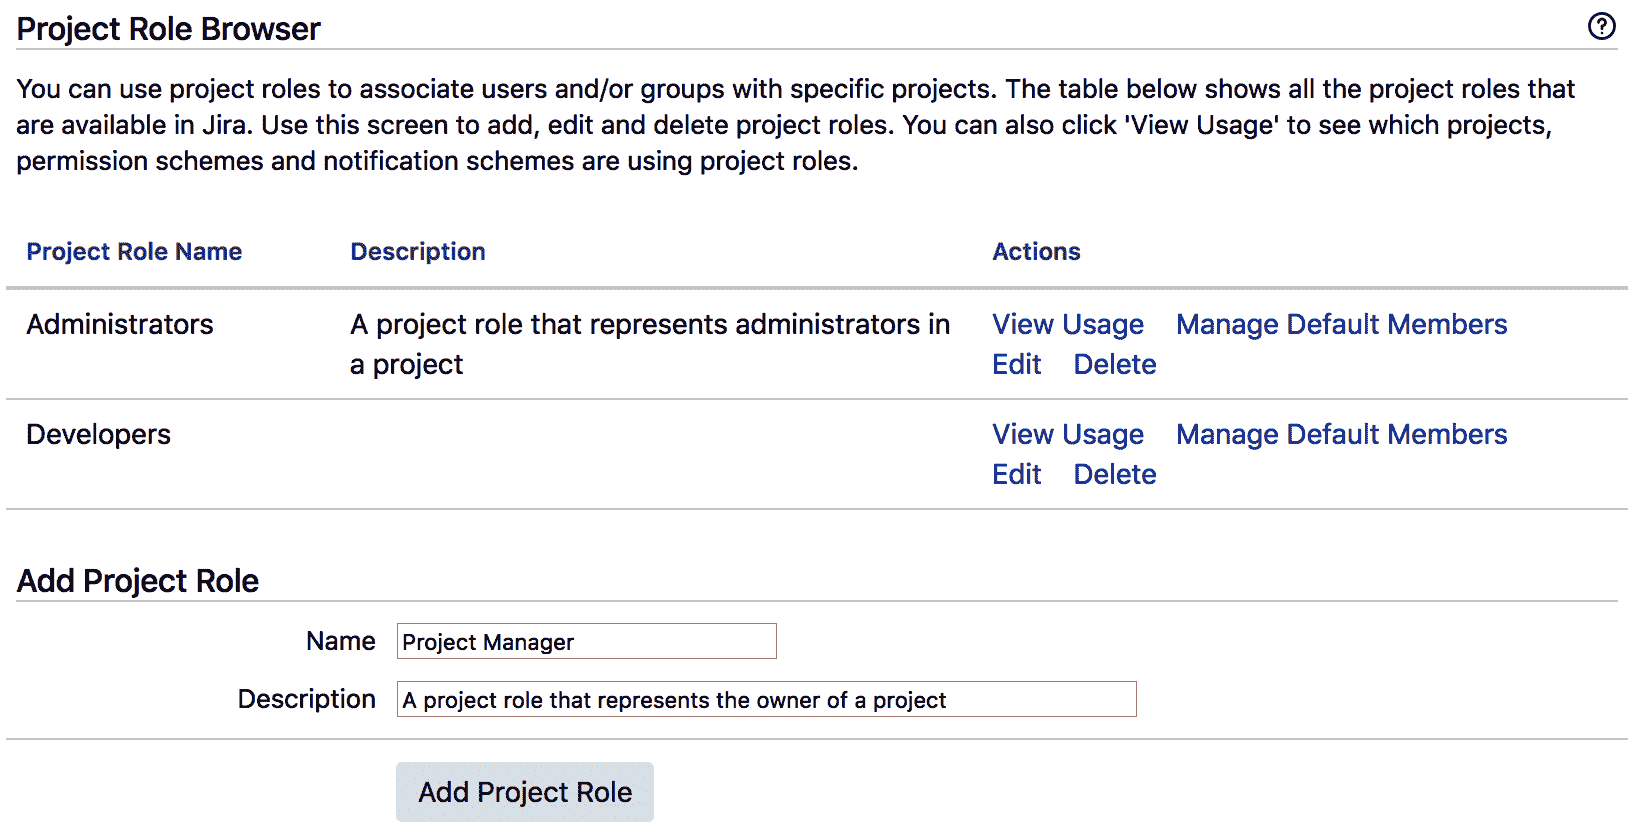 Project Role Browser
You can use project roles to associate users and/or groups with specific projects. The table below shows all the project roles that
are available in Jira. Use this screen to add, edit and delete project roles. You can also click 'View Usage' to see which projects,
permission schemes and notification schemes are using project roles.
Project Role Name Description Actions
Administrators A project role that represents administrators in View Usage Manage Default Members
a project Edit Delete
Developers View Usage Manage Default Members
Edit Delete
Add Project Role
Name Project Manager
Description A project role that represents the owner of a project
Add Project Role